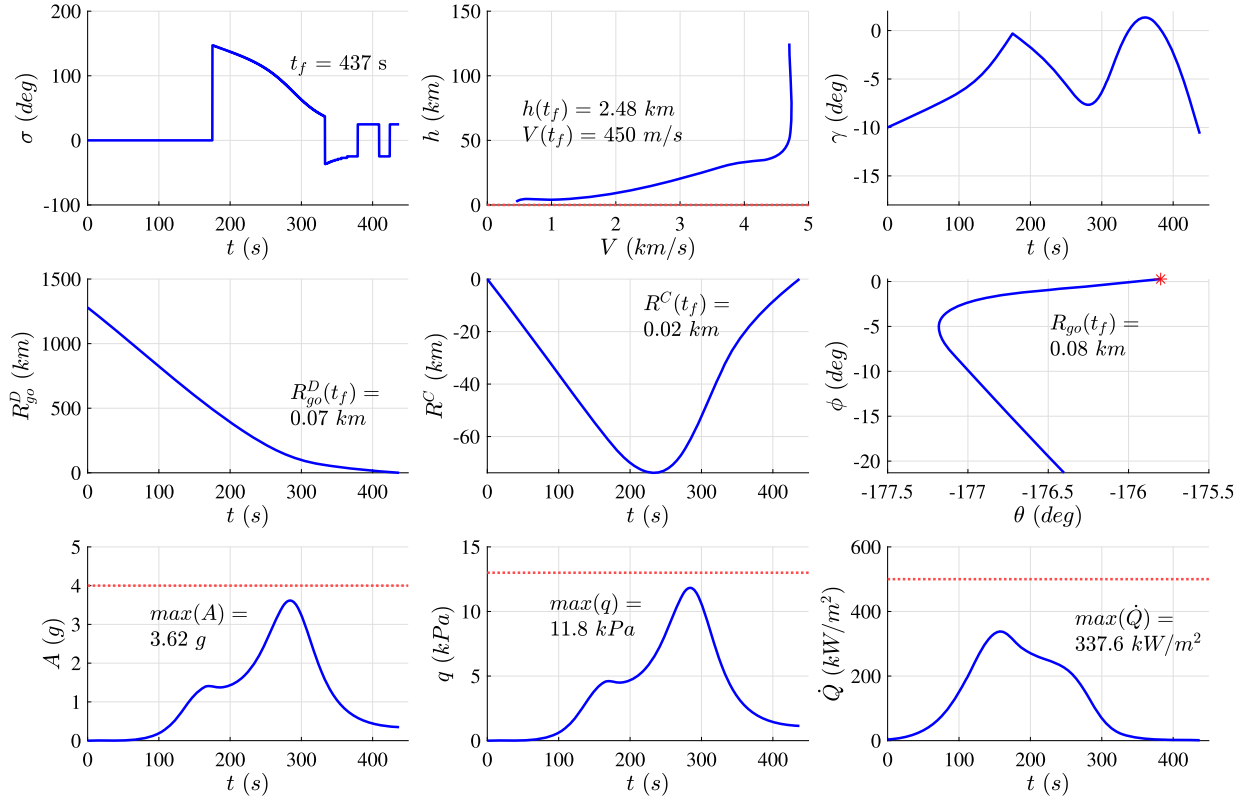 200
100
0
-100
σ (deg)
t_f = 437 s
0 100 200 300 400
t (s)
150
100
50
0
h (km)
h(t_f) = 2.48 km
V(t_f) = 450 m/s
0 1 2 3 4 5
V (km/s)
0
-5
-10
-15
γ (deg)
0 100 200 300 400
t (s)
1500
1000
500
0
R_{go}^D (km)
R_{go}^D(t_f) =
0.07 km
0 100 200 300 400
t (s)
0
-20
-40
-60
R^C (km)
R^C(t_f) =
0.02 km
0 100 200 300 400
t (s)
0
-5
-10
-15
-20
ϕ (deg)
R_{go}(t_f) =
0.08 km
-177.5 -177 -176.5 -176 -175.5
θ (deg)
5
4
3
2
1
0
A (g)
max(A) =
3.62 g
0 100 200 300 400
t (s)
15
10
5
0
q (kPa)
max(q) =
11.8 kPa
0 100 200 300 400
t (s)
600
400
200
0
Q̇ (kW/m²)
max(Q̇) =
337.6 kW/m²
0 100 200 300 400
t (s)